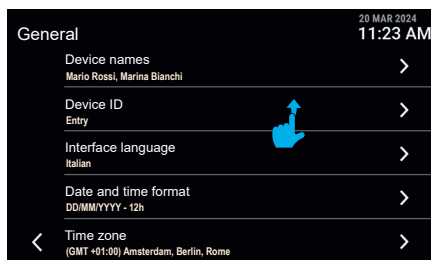 20 MAR 2024
General
11:23 AM
Device names
Mario Rossi, Marina Bianchi
Device ID
Entry
Interface language
Italian
Date and time format
DD/MM/YYYY - 12h
Time zone
(GMT +01:00) Amsterdam, Berlin, Rome